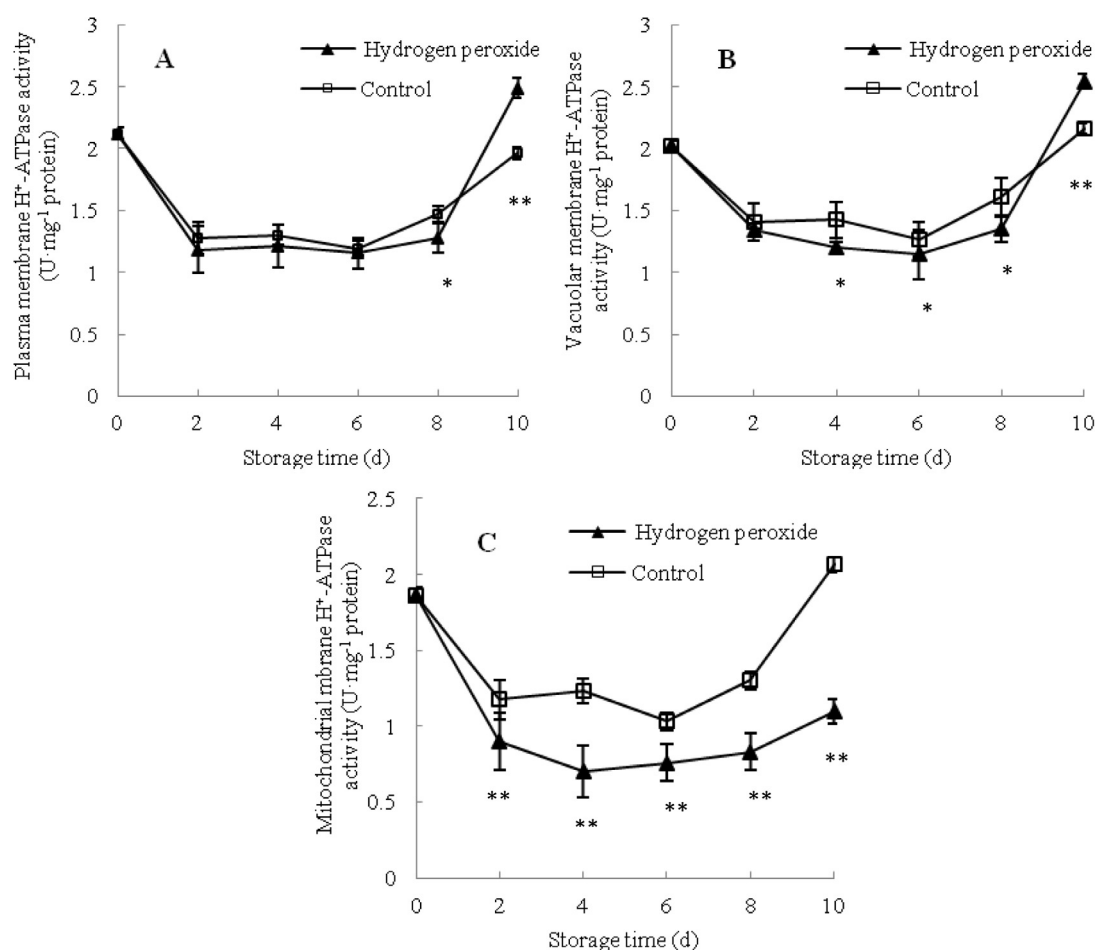 A
Hydrogen peroxide
Control
Plasma membrane H⁺-ATPase activity
(U·mg⁻¹ protein)
3
2.5
2
1.5
1
0.5
0
*
**
0 2 4 6 8 10
Storage time (d)
B
Hydrogen peroxide
Control
Vacuolar membrane H⁺-ATPase
activity (U·mg⁻¹ protein)
3
2.5
2
1.5
1
0.5
0
*
*
*
**
0 2 4 6 8 10
Storage time (d)
C
Hydrogen peroxide
Control
Mitochondrial mbrane H⁺-ATPase
activity (U·mg⁻¹ protein)
2.5
2
1.5
1
0.5
0
**
**
**
**
**
0 2 4 6 8 10
Storage time (d)